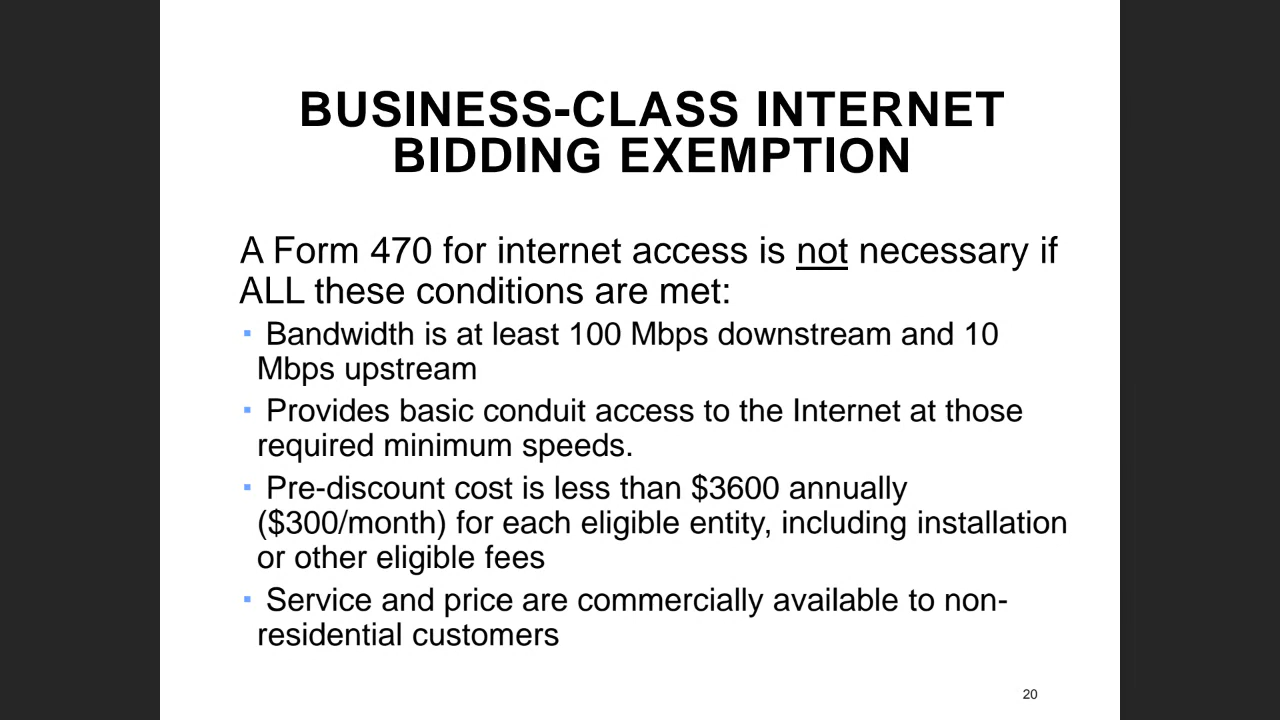 BUSINESS-CLASS INTERNET
BIDDING EXEMPTION
A Form 470 for internet access is not necessary if
ALL these conditions are met:
▪ Bandwidth is at least 100 Mbps downstream and 10
Mbps upstream
▪ Provides basic conduit access to the Internet at those
required minimum speeds.
▪ Pre-discount cost is less than $3600 annually
($300/month) for each eligible entity, including installation
or other eligible fees
▪ Service and price are commercially available to non-
residential customers
20